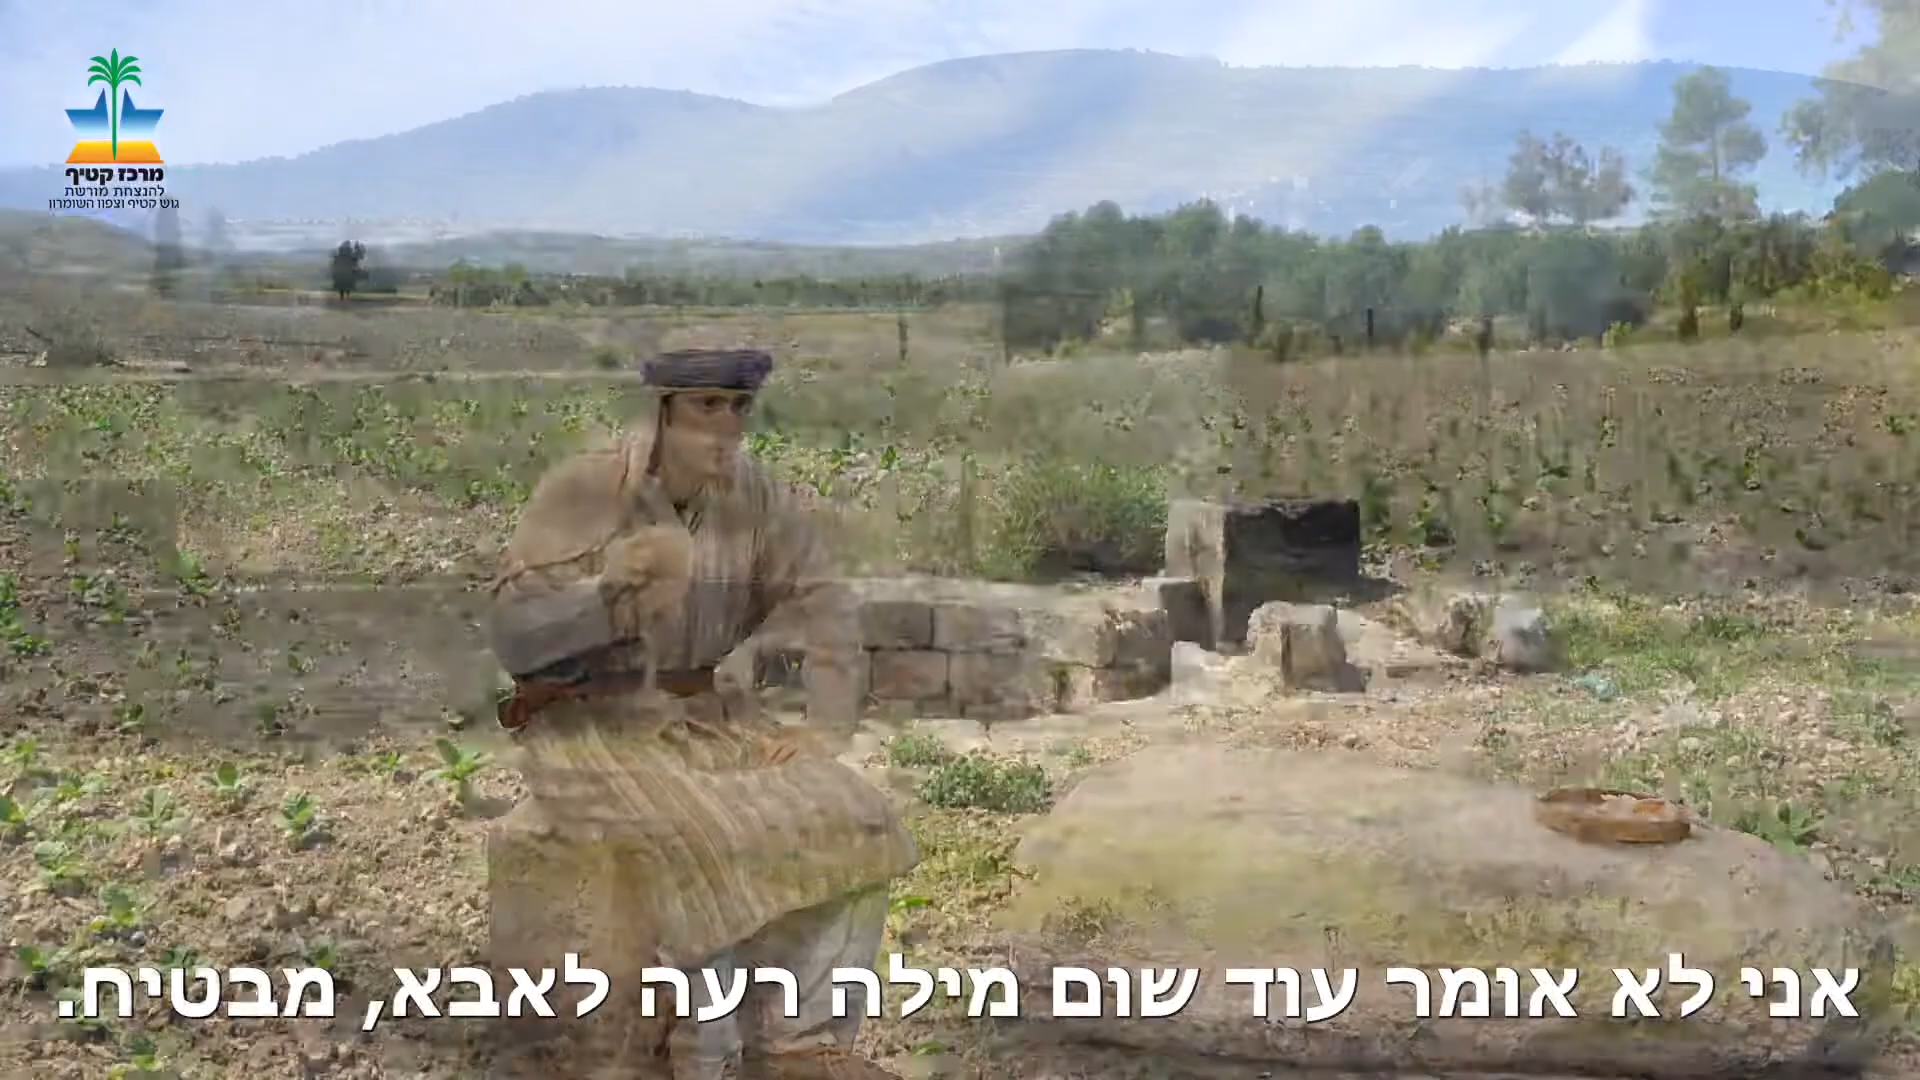 מרכז קטיף
להנצחת מורשת
גוש קטיף וצפון השומרון
אני לא אומר עוד שום מילה רעה לאבא, מבטיח.